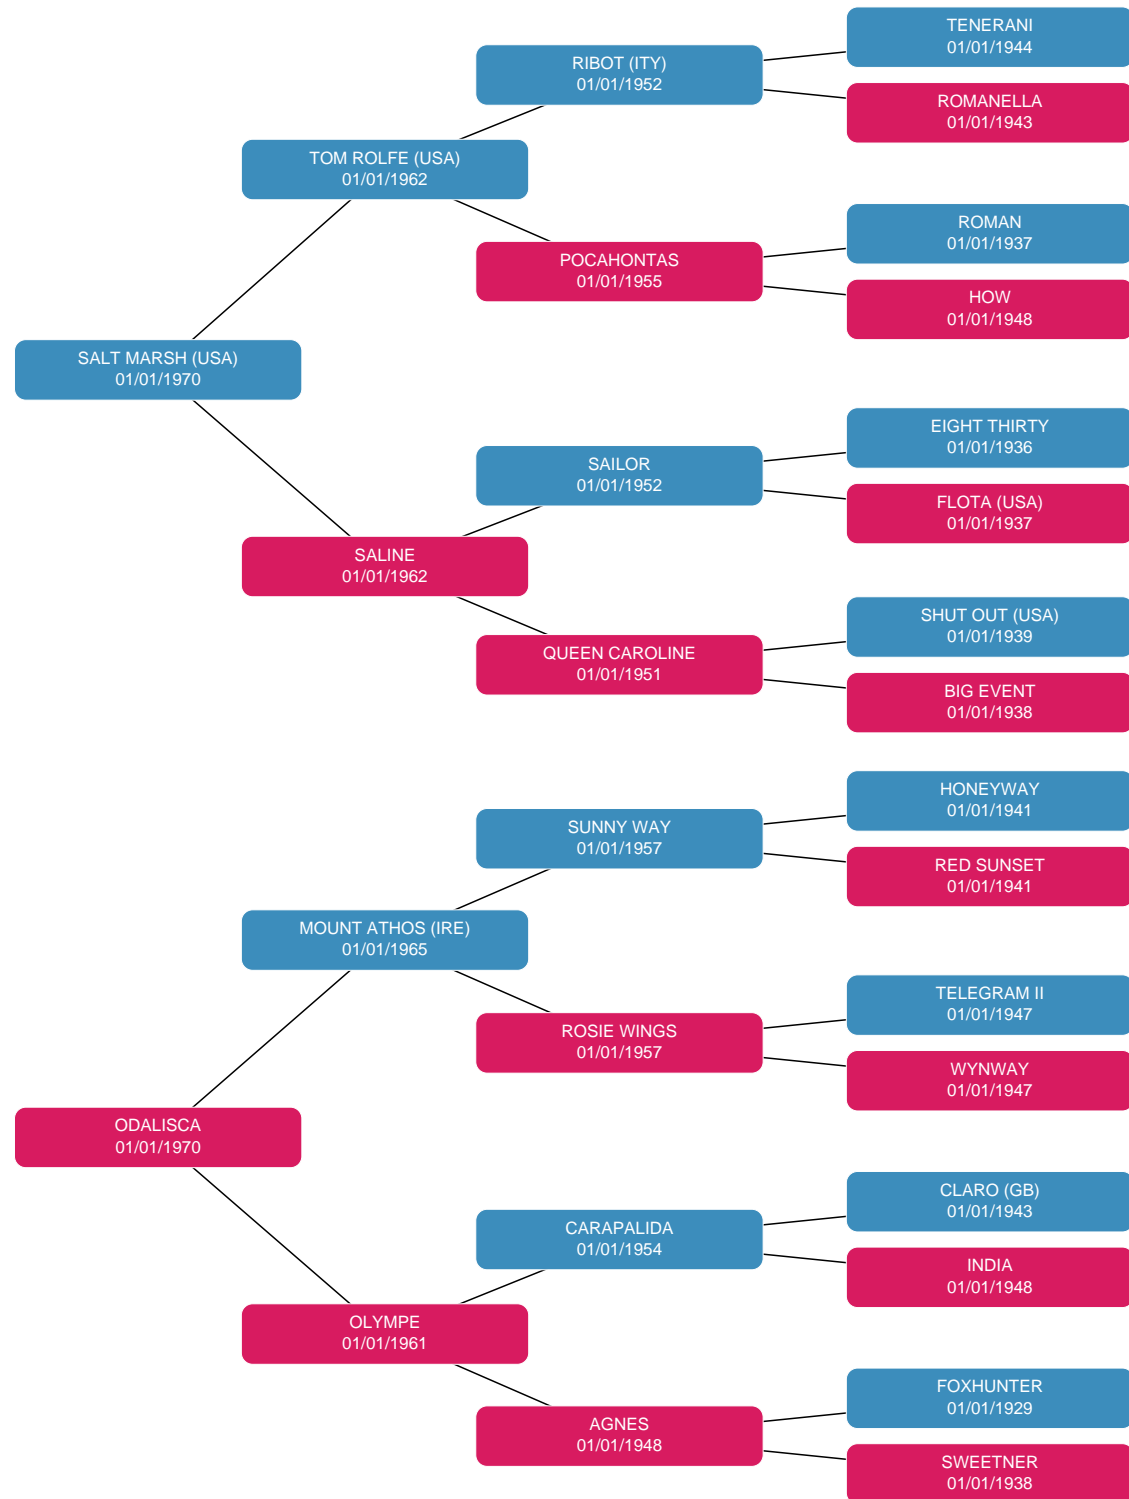 TENERANI
01/01/1944
RIBOT (ITY)
01/01/1952
ROMANELLA
01/01/1943
TOM ROLFE (USA)
01/01/1962
ROMAN
01/01/1937
POCAHONTAS
01/01/1955
HOW
01/01/1948
SALT MARSH (USA)
01/01/1970
EIGHT THIRTY
01/01/1936
SAILOR
01/01/1952
FLOTA (USA)
01/01/1937
SALINE
01/01/1962
SHUT OUT (USA)
01/01/1939
QUEEN CAROLINE
01/01/1951
BIG EVENT
01/01/1938
HONEYWAY
01/01/1941
SUNNY WAY
01/01/1957
RED SUNSET
01/01/1941
MOUNT ATHOS (IRE)
01/01/1965
TELEGRAM II
01/01/1947
ROSIE WINGS
01/01/1957
WYNWAY
01/01/1947
ODALISCA
01/01/1970
CLARO (GB)
01/01/1943
CARAPALIDA
01/01/1954
INDIA
01/01/1948
OLYMPE
01/01/1961
FOXHUNTER
01/01/1929
AGNES
01/01/1948
SWEETNER
01/01/1938